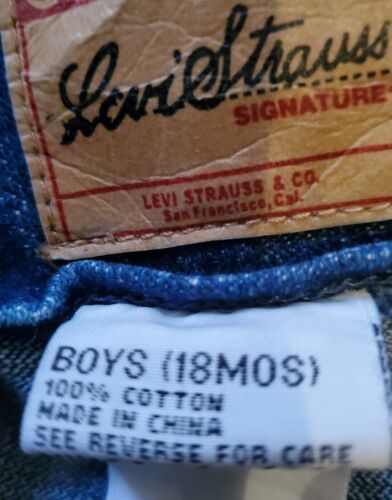 Levi Strauss
SIGNATURE
LEVI STRAUSS & CO.
San Francisco, Cal.
BOYS (18MOS)
100% COTTON
MADE IN CHINA
SEE REVERSE FOR CARE